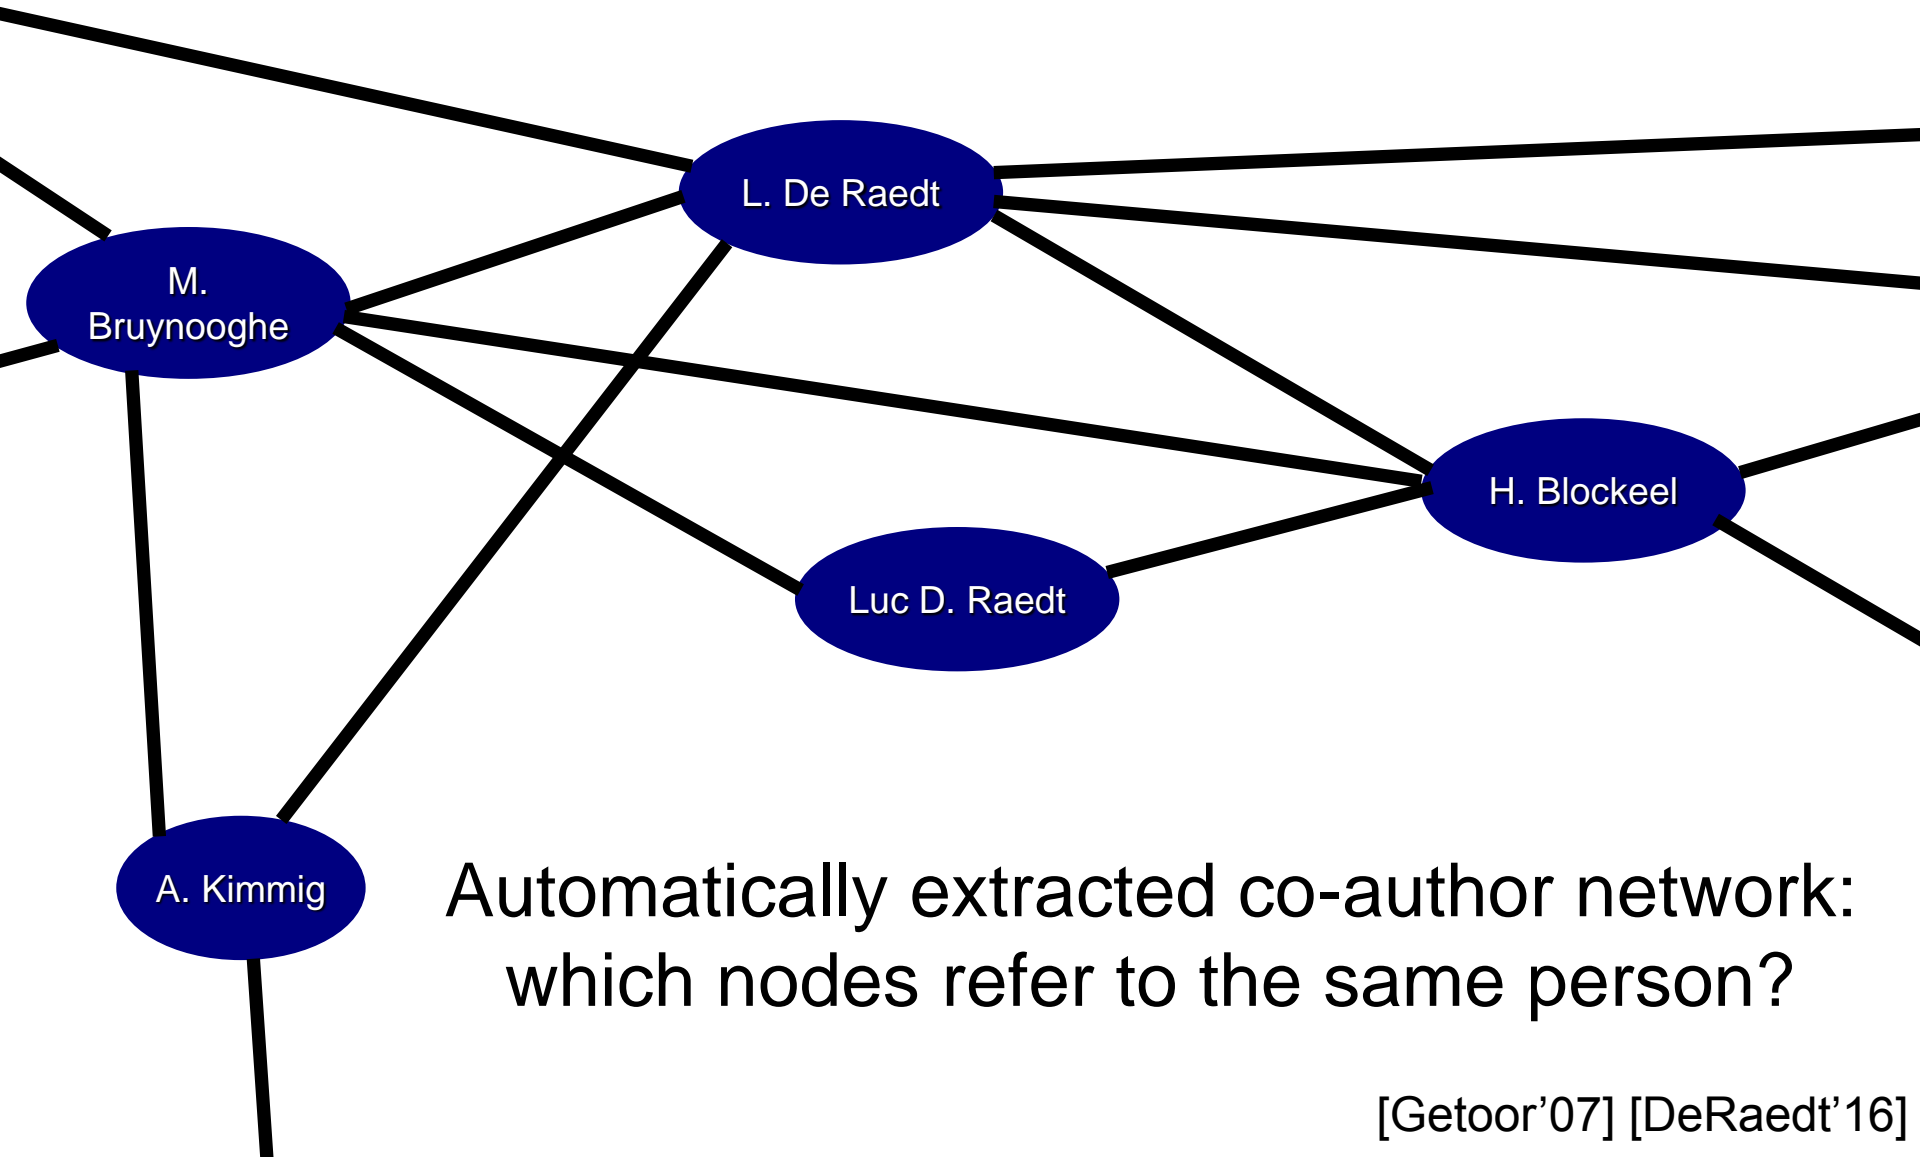 L. De Raedt
M.
Bruynooghe
H. Blockeel
Luc D. Raedt
A. Kimmig
Automatically extracted co-author network:
which nodes refer to the same person?
[Getoor’07] [DeRaedt’16]